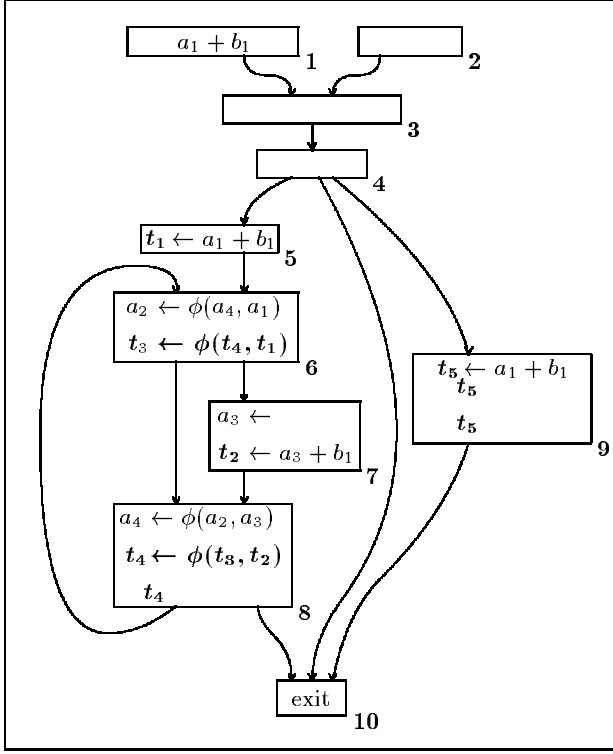 a₁ + b₁
1
2
3
4
t₁ ← a₁ + b₁
5
a₂ ← ϕ(a₄, a₁)
t₃ ← ϕ(t₄, t₁)
6
t₅ ← a₁ + b₁
t₅
t₅
9
a₃ ←
t₂ ← a₃ + b₁
7
a₄ ← ϕ(a₂, a₃)
t₄ ← ϕ(t₃, t₂)
t₄
8
exit
10